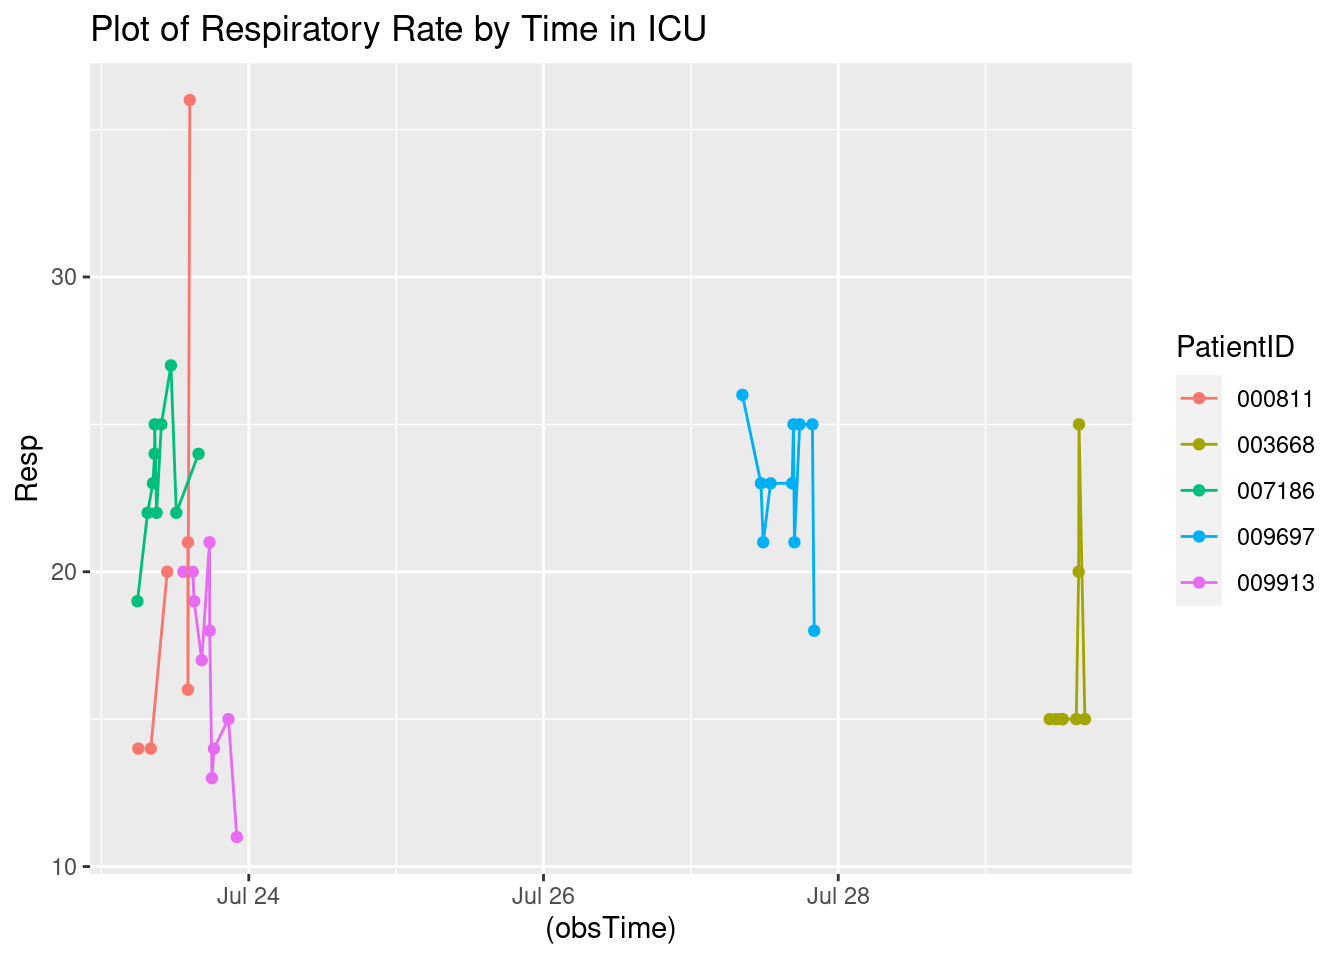 Plot of Respiratory Rate by Time in ICU
Resp
30
20
10
Jul 24
Jul 26
Jul 28
(obsTime)
PatientID
000811
003668
007186
009697
009913